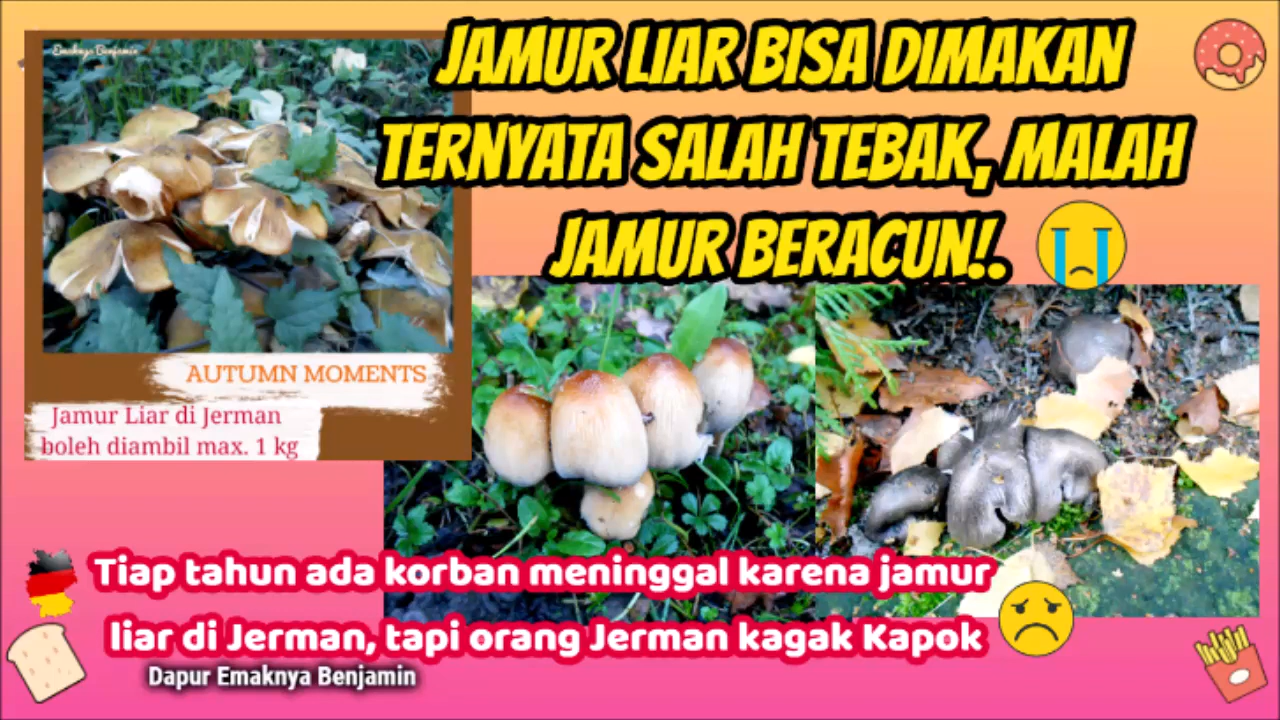 Emaknya Benjamin
JAMUR LIAR BISA DIMAKAN
TERNYATA SALAH TEBAK, MALAH
JAMUR BERACUN!.
AUTUMN MOMENTS
Jamur Liar di Jerman
boleh diambil max. 1 kg
Tiap tahun ada korban meninggal karena jamur
liar di Jerman, tapi orang Jerman kagak Kapok
Dapur Emaknya Benjamin